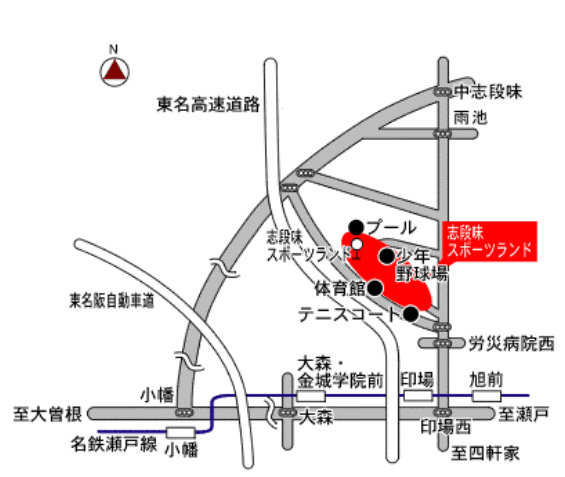 N
中志段味
東名高速道路
雨池
プール
志段味
スポーツランド
志段味
スポーツランド
少年
野球場
体育館
東名阪自動車道
テニスコート
労災病院西
大森・
金城学院前
印場
旭前
小幡
至大曽根
大森
至瀬戸
印場西
名鉄瀬戸線
小幡
至四軒家